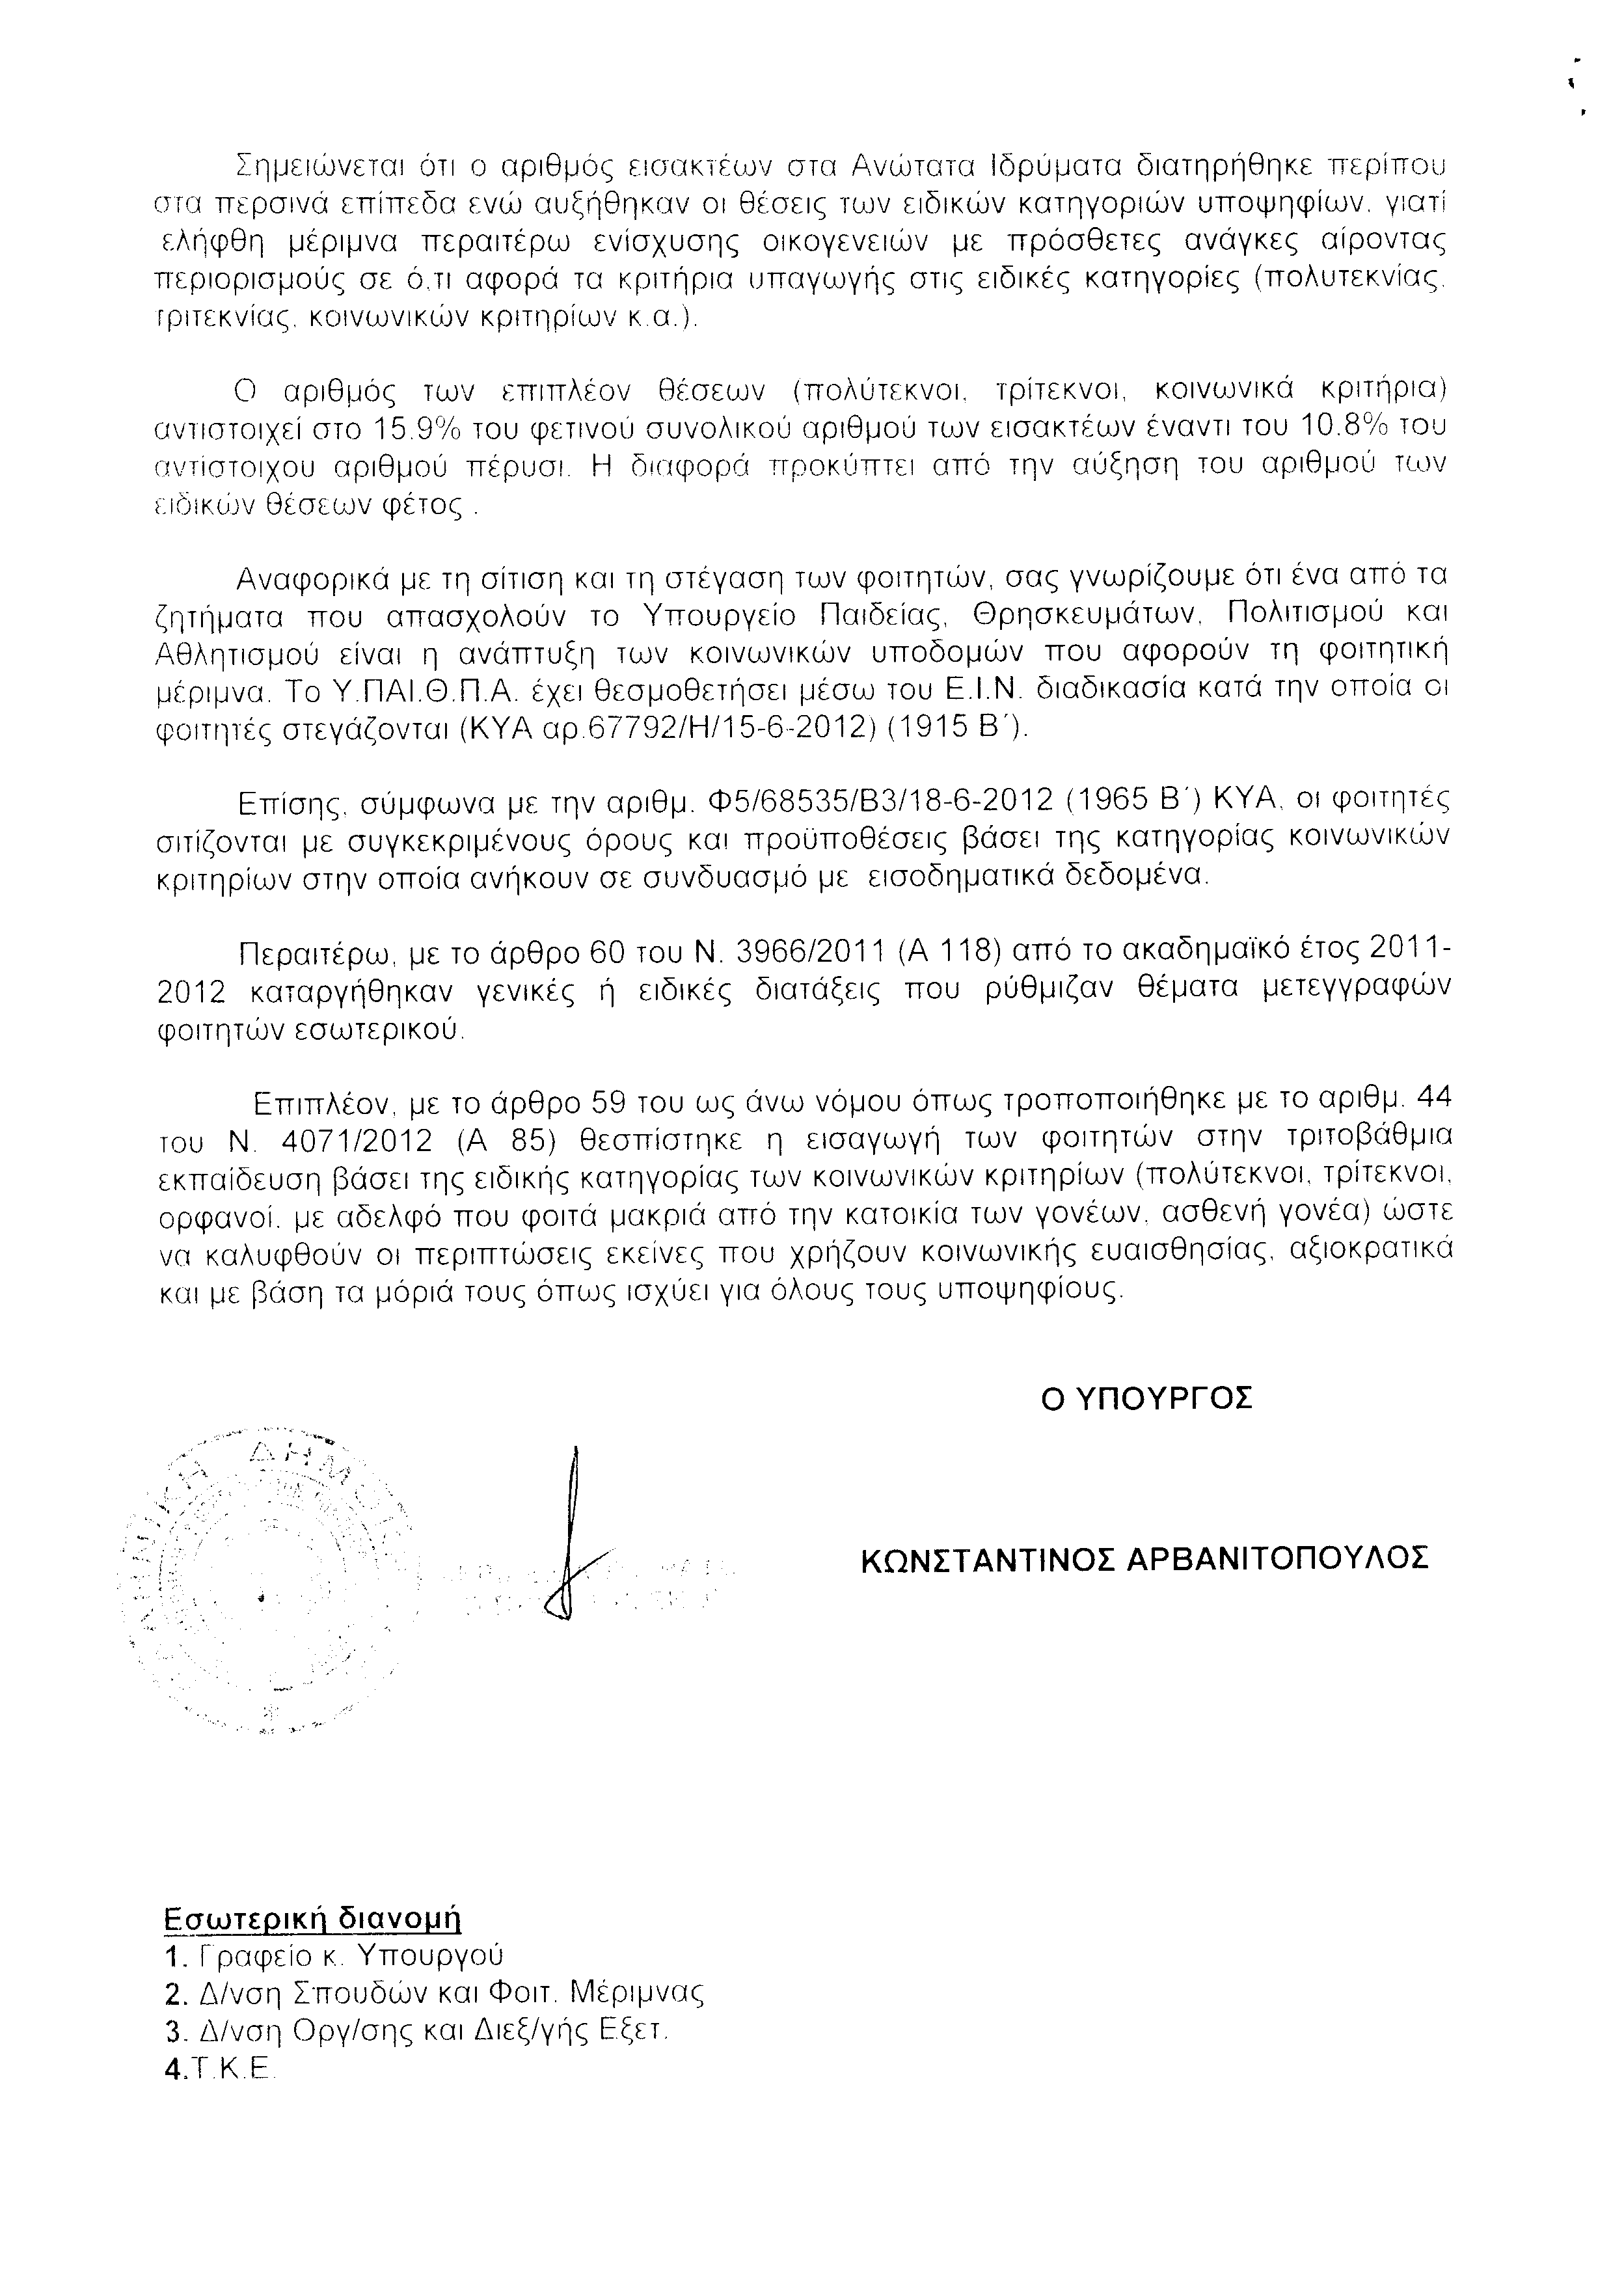 Σημειώνεται ότι ο αριθμός εισακτέων στα Ανώτατα Ιδρύματα διατηρήθηκε περίπου
στα περσινά επίπεδα ενώ αυξήθηκαν οι θέσεις των ειδικών κατηγοριών υποψηφίων, γιατί
ελήφθη μέριμνα περαιτέρω ενίσχυσης οικογενειών με πρόσθετες ανάγκες αίροντας
περιορισμούς σε ό,τι αφορά τα κριτήρια υπαγωγής στις ειδικές κατηγορίες (πολυτεκνίας,
τριτεκνίας, κοινωνικών κριτηρίων κ.α.).
Ο αριθμός των επιπλέον θέσεων (πολύτεκνοι, τρίτεκνοι, κοινωνικά κριτήρια)
αντιστοιχεί στο 15.9% του φετινού συνολικού αριθμού των εισακτέων έναντι του 10.8% του
αντίστοιχου αριθμού πέρυσι. Η διαφορά προκύπτει από την αύξηση του αριθμού των
ειδικών θέσεων φέτος .
Αναφορικά με τη σίτιση και τη στέγαση των φοιτητών, σας γνωρίζουμε ότι ένα από τα
ζητήματα που απασχολούν το Υπουργείο Παιδείας, Θρησκευμάτων, Πολιτισμού και
Αθλητισμού είναι η ανάπτυξη των κοινωνικών υποδομών που αφορούν τη φοιτητική
μέριμνα. Το Υ.ΠΑΙ.Θ.Π.Α. έχει θεσμοθετήσει μέσω του Ε.Ι.Ν. διαδικασία κατά την οποία οι
φοιτητές στεγάζονται (ΚΥΑ αρ.67792/Η/15-6-2012) (1915 Β΄).
Επίσης, σύμφωνα με την αριθμ. Φ5/68535/Β3/18-6-2012 (1965 Β΄) ΚΥΑ, οι φοιτητές
σιτίζονται με συγκεκριμένους όρους και προϋποθέσεις βάσει της κατηγορίας κοινωνικών
κριτηρίων στην οποία ανήκουν σε συνδυασμό με εισοδηματικά δεδομένα.
Περαιτέρω, με το άρθρο 60 του Ν. 3966/2011 (Α 118) από το ακαδημαϊκό έτος 2011-
2012 καταργήθηκαν γενικές ή ειδικές διατάξεις που ρύθμιζαν θέματα μετεγγραφών
φοιτητών εσωτερικού.
Επιπλέον, με το άρθρο 59 του ως άνω νόμου όπως τροποποιήθηκε με το αριθμ. 44
του Ν. 4071/2012 (Α 85) θεσπίστηκε η εισαγωγή των φοιτητών στην τριτοβάθμια
εκπαίδευση βάσει της ειδικής κατηγορίας των κοινωνικών κριτηρίων (πολύτεκνοι, τρίτεκνοι,
ορφανοί, με αδελφό που φοιτά μακριά από την κατοικία των γονέων, ασθενή γονέα) ώστε
να καλυφθούν οι περιπτώσεις εκείνες που χρήζουν κοινωνικής ευαισθησίας, αξιοκρατικά
και με βάση τα μόριά τους όπως ισχύει για όλους τους υποψηφίους.
Ο ΥΠΟΥΡΓΟΣ
ΚΩΝΣΤΑΝΤΙΝΟΣ ΑΡΒΑΝΙΤΟΠΟΥΛΟΣ
Εσωτερική διανομή
1. Γραφείο κ. Υπουργού
2. Δ/νση Σπουδών και Φοιτ. Μέριμνας
3. Δ/νση Οργ/σης και Διεξ/γής Εξετ.
4.Τ.Κ.Ε.